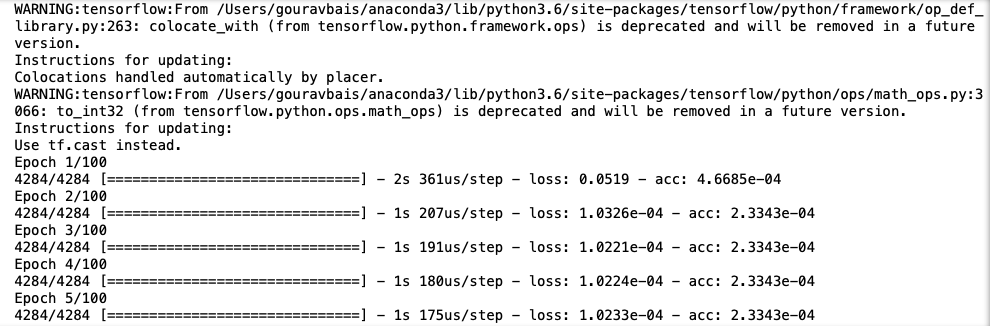 WARNING:tensorflow:From /Users/gouravbais/anaconda3/lib/python3.6/site-packages/tensorflow/python/framework/op_def_
library.py:263: colocate_with (from tensorflow.python.framework.ops) is deprecated and will be removed in a future
version.
Instructions for updating:
Colocations handled automatically by placer.
WARNING:tensorflow:From /Users/gouravbais/anaconda3/lib/python3.6/site-packages/tensorflow/python/ops/math_ops.py:3
066: to_int32 (from tensorflow.python.ops.math_ops) is deprecated and will be removed in a future version.
Instructions for updating:
Use tf.cast instead.
Epoch 1/100
4284/4284 [==============================] - 2s 361us/step - loss: 0.0519 - acc: 4.6685e-04
Epoch 2/100
4284/4284 [==============================] - 1s 207us/step - loss: 1.0326e-04 - acc: 2.3343e-04
Epoch 3/100
4284/4284 [==============================] - 1s 191us/step - loss: 1.0221e-04 - acc: 2.3343e-04
Epoch 4/100
4284/4284 [==============================] - 1s 180us/step - loss: 1.0224e-04 - acc: 2.3343e-04
Epoch 5/100
4284/4284 [==============================] - 1s 175us/step - loss: 1.0233e-04 - acc: 2.3343e-04